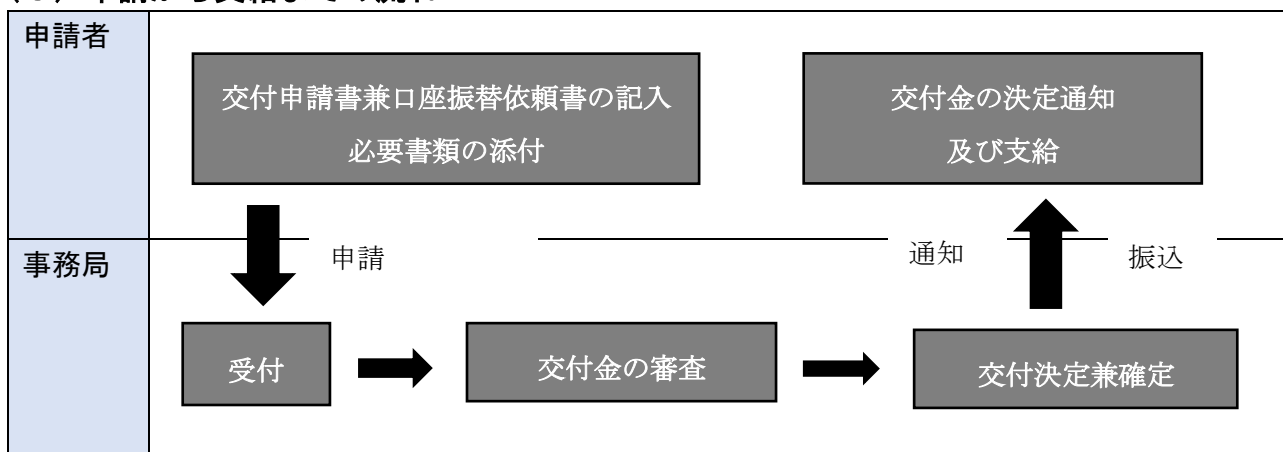 申請者
交付申請書兼口座振替依頼書の記入
必要書類の添付
交付金の決定通知
及び支給
申請
通知
振込
事務局
受付
交付金の審査
交付決定兼確定